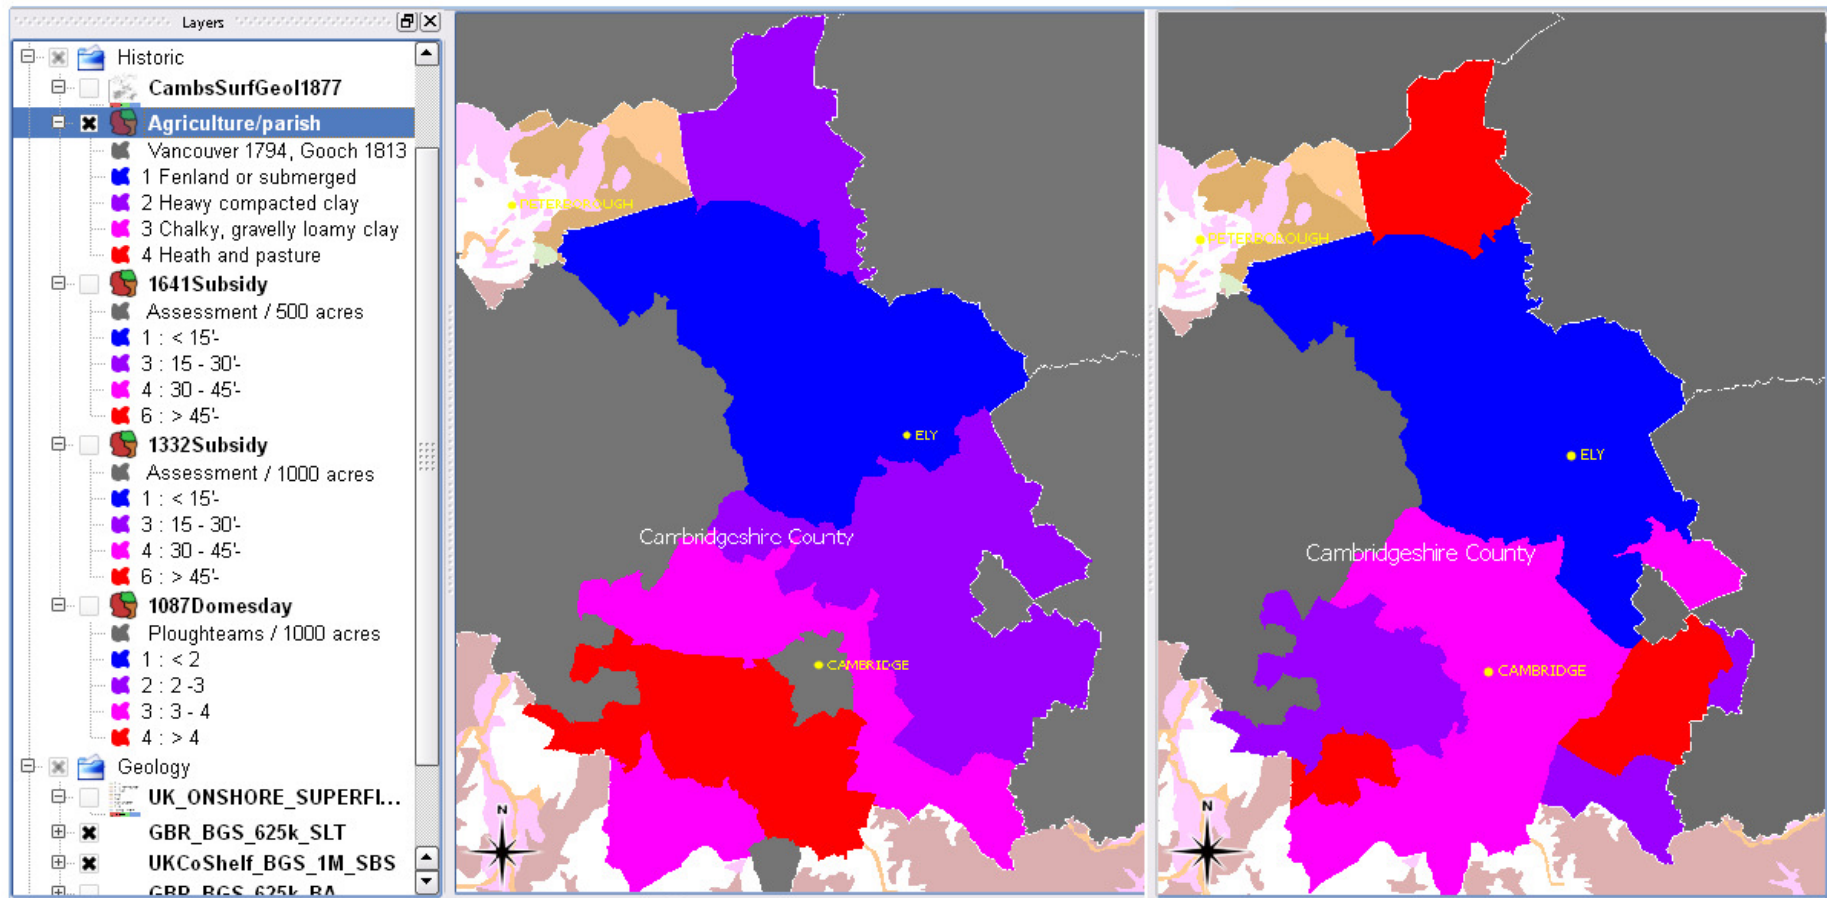 Layers
Historic
CambsSurfGeol1877
Agriculture/parish
Vancouver 1794, Gooch 1813
1 Fenland or submerged
2 Heavy compacted clay
3 Chalky, gravelly loamy clay
4 Heath and pasture
1641Subsidy
Assessment / 500 acres
1 : < 15'-
3 : 15 - 30'-
4 : 30 - 45'-
6 : > 45'-
1332Subsidy
Assessment / 1000 acres
1 : < 15'-
3 : 15 - 30'-
4 : 30 - 45'-
6 : > 45'-
1087Domesday
Ploughteams / 1000 acres
1 : < 2
2 : 2 -3
3 : 3 - 4
4 : > 4
Geology
UK_ONSHORE_SUPERFI...
GBR_BGS_625k_SLT
UKCoShelf_BGS_1M_SBS
GBR_BGS_625k_BA
PETERBOROUGH
ELY
Cambridgeshire County
CAMBRIDGE
N
PETERBOROUGH
ELY
Cambridgeshire County
CAMBRIDGE
N